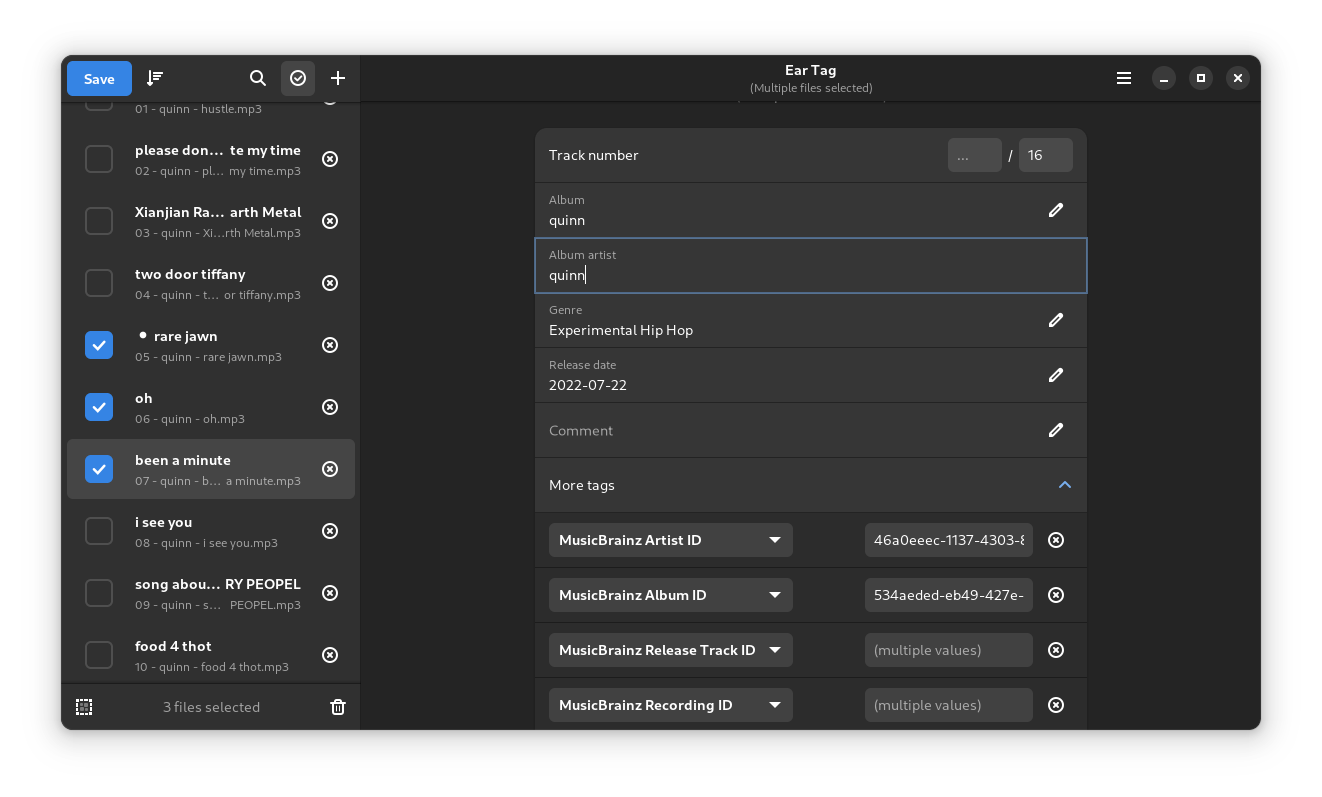 Save
01 - quinn - hustle.mp3
please don… te my time
02 - quinn - pl… my time.mp3
Xianjian Ra… arth Metal
03 - quinn - Xi…rth Metal.mp3
two door tiffany
04 - quinn - t… or tiffany.mp3
• rare jawn
05 - quinn - rare jawn.mp3
oh
06 - quinn - oh.mp3
been a minute
07 - quinn - b… a minute.mp3
i see you
08 - quinn - i see you.mp3
song abou… RY PEOPEL
09 - quinn - s… PEOPEL.mp3
food 4 thot
10 - quinn - food 4 thot.mp3
3 files selected
Ear Tag
(Multiple files selected)
Track number … / 16
Album
quinn
Album artist
quinn
Genre
Experimental Hip Hop
Release date
2022-07-22
Comment
More tags
MusicBrainz Artist ID 46a0eeec-1137-4303-
MusicBrainz Album ID 534aeded-eb49-427e-
MusicBrainz Release Track ID (multiple values)
MusicBrainz Recording ID (multiple values)